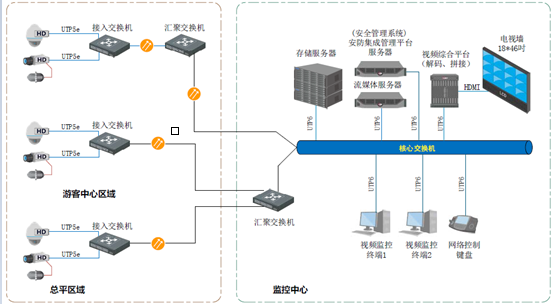 HD
UTP5e
UTP5e
HD
接入交换机
汇聚交换机
HD
UTP5e
UTP5e
HD
接入交换机
游客中心区域
HD
UTP5e
UTP5e
HD
接入交换机
总平区域
汇聚交换机
存储服务器
(安全管理系统)
安防集成管理平台
服务器
流媒体服务器
视频综合平台
(解码、拼接)
HDMI
电视墙
18*46吋
UTP6
UTP6
UTP6
UTP6
核心交换机
UTP6
UTP6
UTP6
视频监控
终端1
视频监控
终端2
网络控制
键盘
监控中心